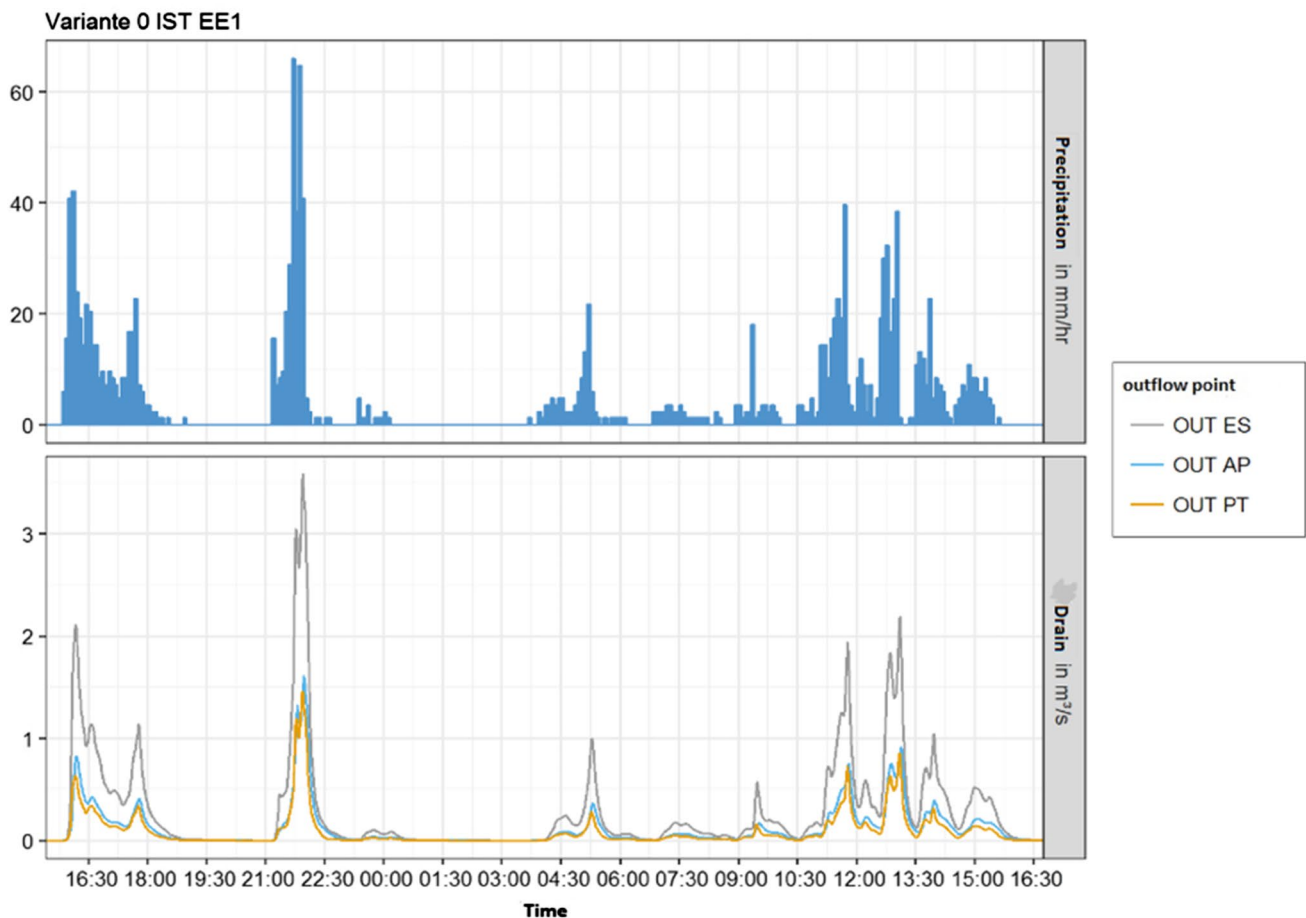 Variante 0 IST EE1
60
40
20
0
Precipitation in mm/hr
3
2
1
0
Drain in m³/s
16:30 18:00 19:30 21:00 22:30 00:00 01:30 03:00 04:30 06:00 07:30 09:00 10:30 12:00 13:30 15:00 16:30
Time
outflow point
OUT ES
OUT AP
OUT PT